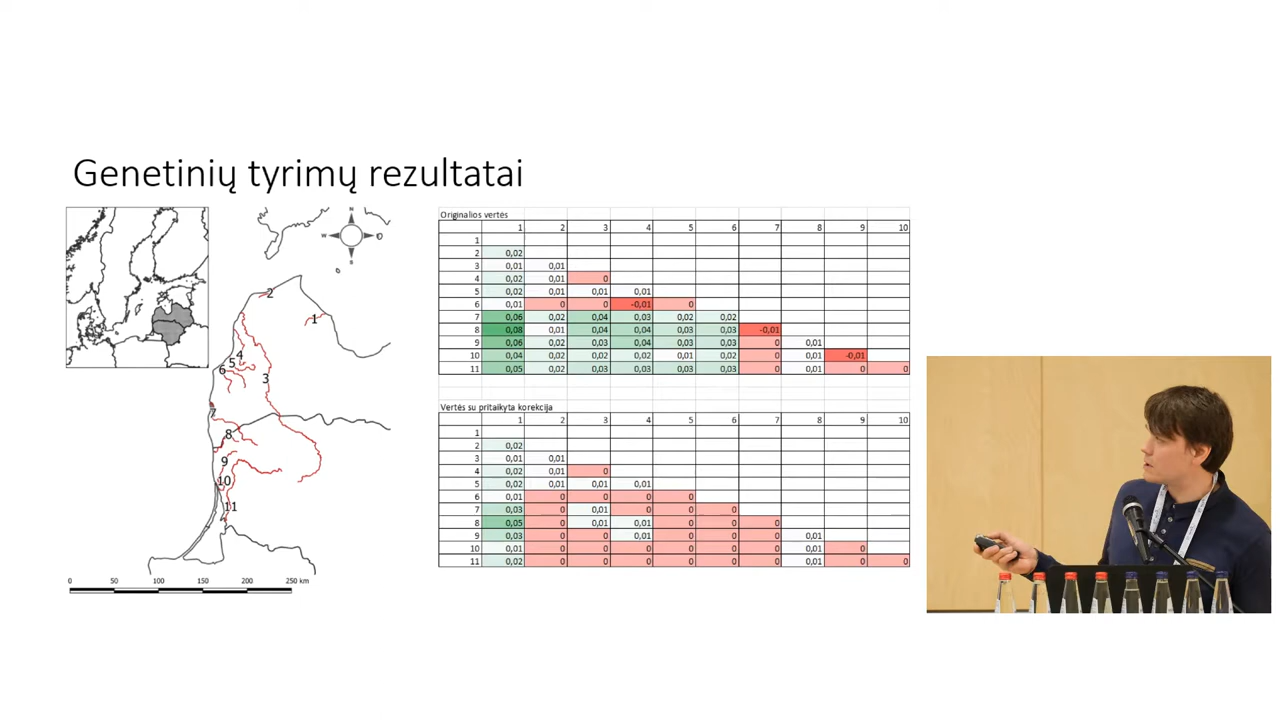 Genetinių tyrimų rezultatai
N
W
E
S
2
1
4
5
6
3
7
8
9
10
11
0 50 100 150 200 250 km
Originalios vertės
1 2 3 4 5 6 7 8 9 10
1
2 0,02
3 0,01 0,01
4 0,02 0,01 0
5 0,02 0,01 0,01 0,01
6 0,01 0 0 -0,01 0
7 0,06 0,02 0,04 0,03 0,02 0,02
8 0,08 0,01 0,04 0,04 0,03 0,03 -0,01
9 0,06 0,02 0,03 0,04 0,03 0,03 0 0,01
10 0,04 0,02 0,02 0,02 0,01 0,02 0 0,01 -0,01
11 0,05 0,02 0,03 0,03 0,03 0,03 0 0,01 0 0
Vertės su pritaikyta korekcija
1 2 3 4 5 6 7 8 9 10
1
2 0,02
3 0,01 0,01
4 0,02 0,01 0
5 0,02 0,01 0,01 0,01
6 0,01 0 0 0 0
7 0,03 0 0,01 0 0 0
8 0,05 0 0,01 0,01 0 0 0
9 0,03 0 0 0,01 0 0 0 0,01
10 0,01 0 0 0 0 0 0 0,01 0
11 0,02 0 0 0 0 0 0 0,01 0 0